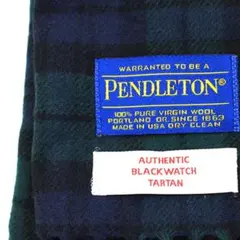 WARRANTED TO BE A
PENDLETON®
100% PURE VIRGIN WOOL
PORTLAND OR. SINCE 1863
MADE IN USA DRY CLEAN
AUTHENTIC
BLACKWATCH
TARTAN